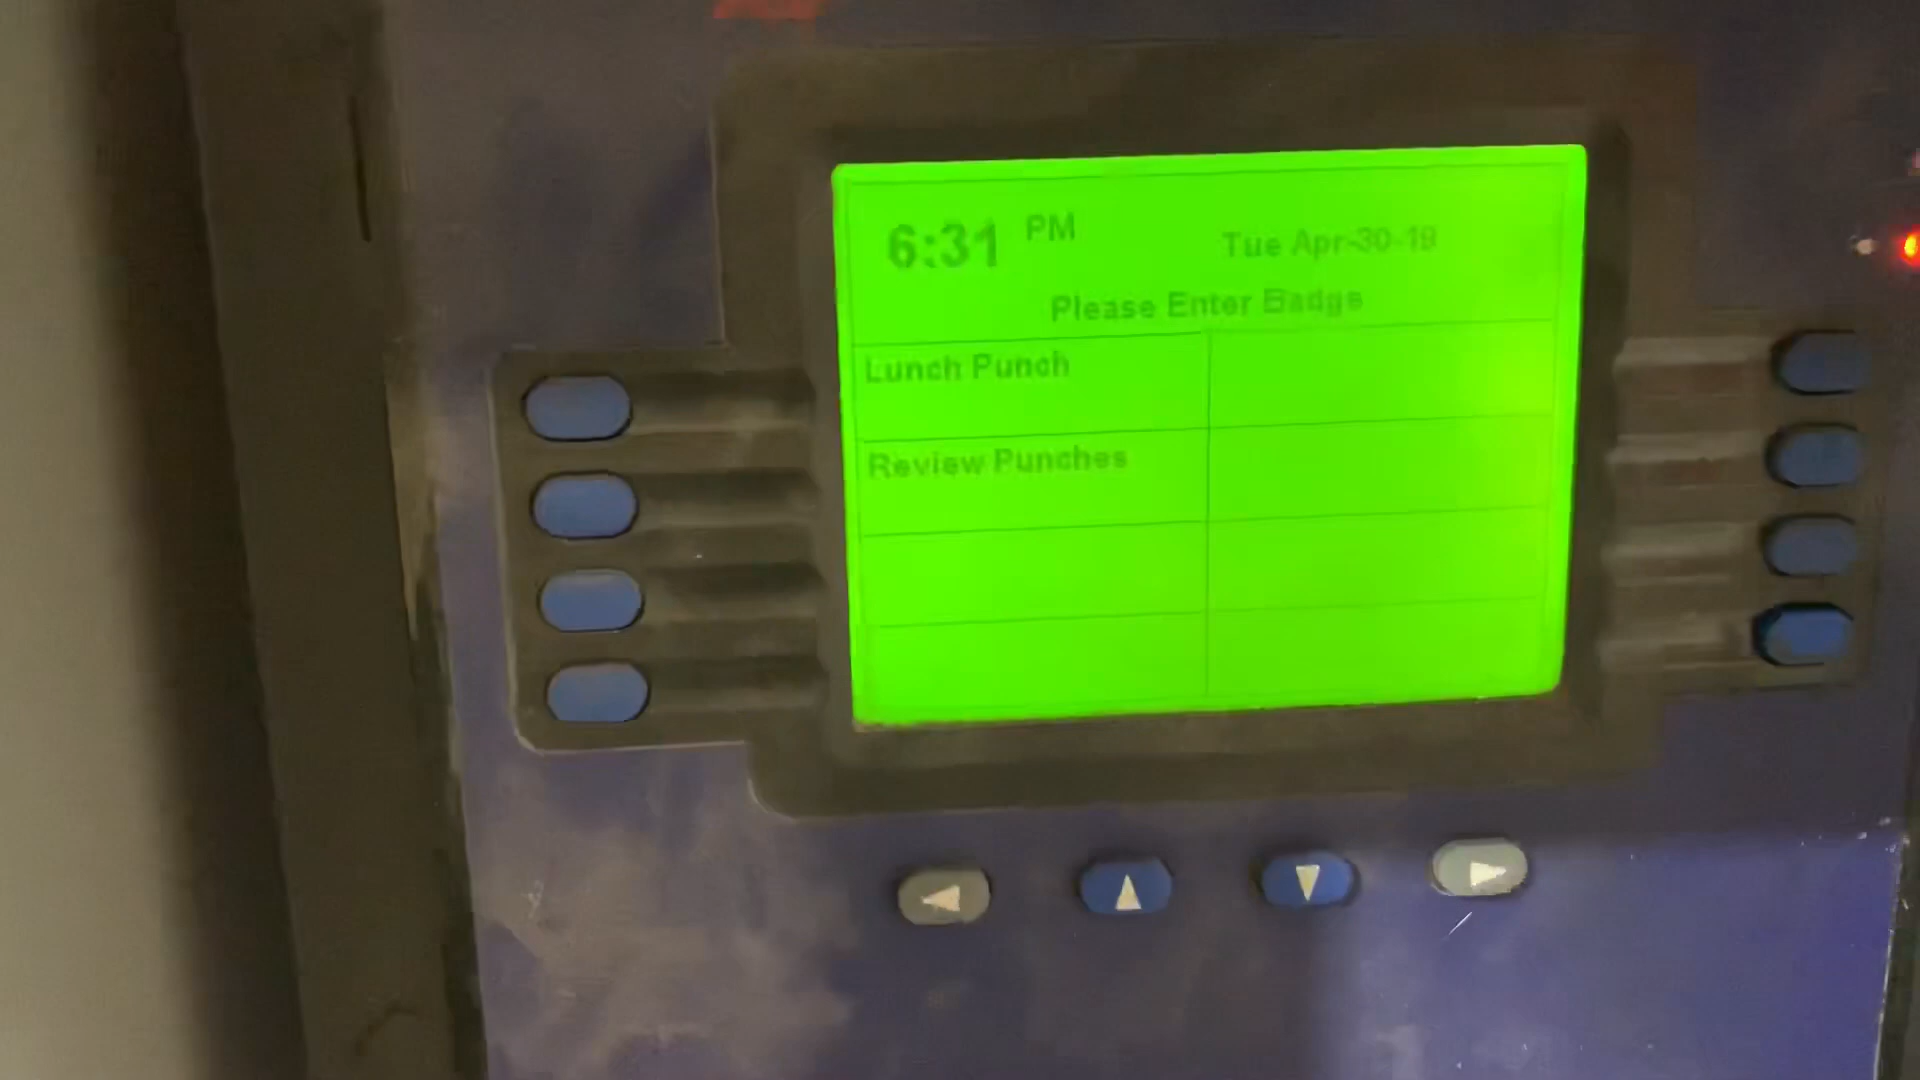 6:31 PM Tue Apr-30-19
Please Enter Badge
Lunch Punch
Review Punches